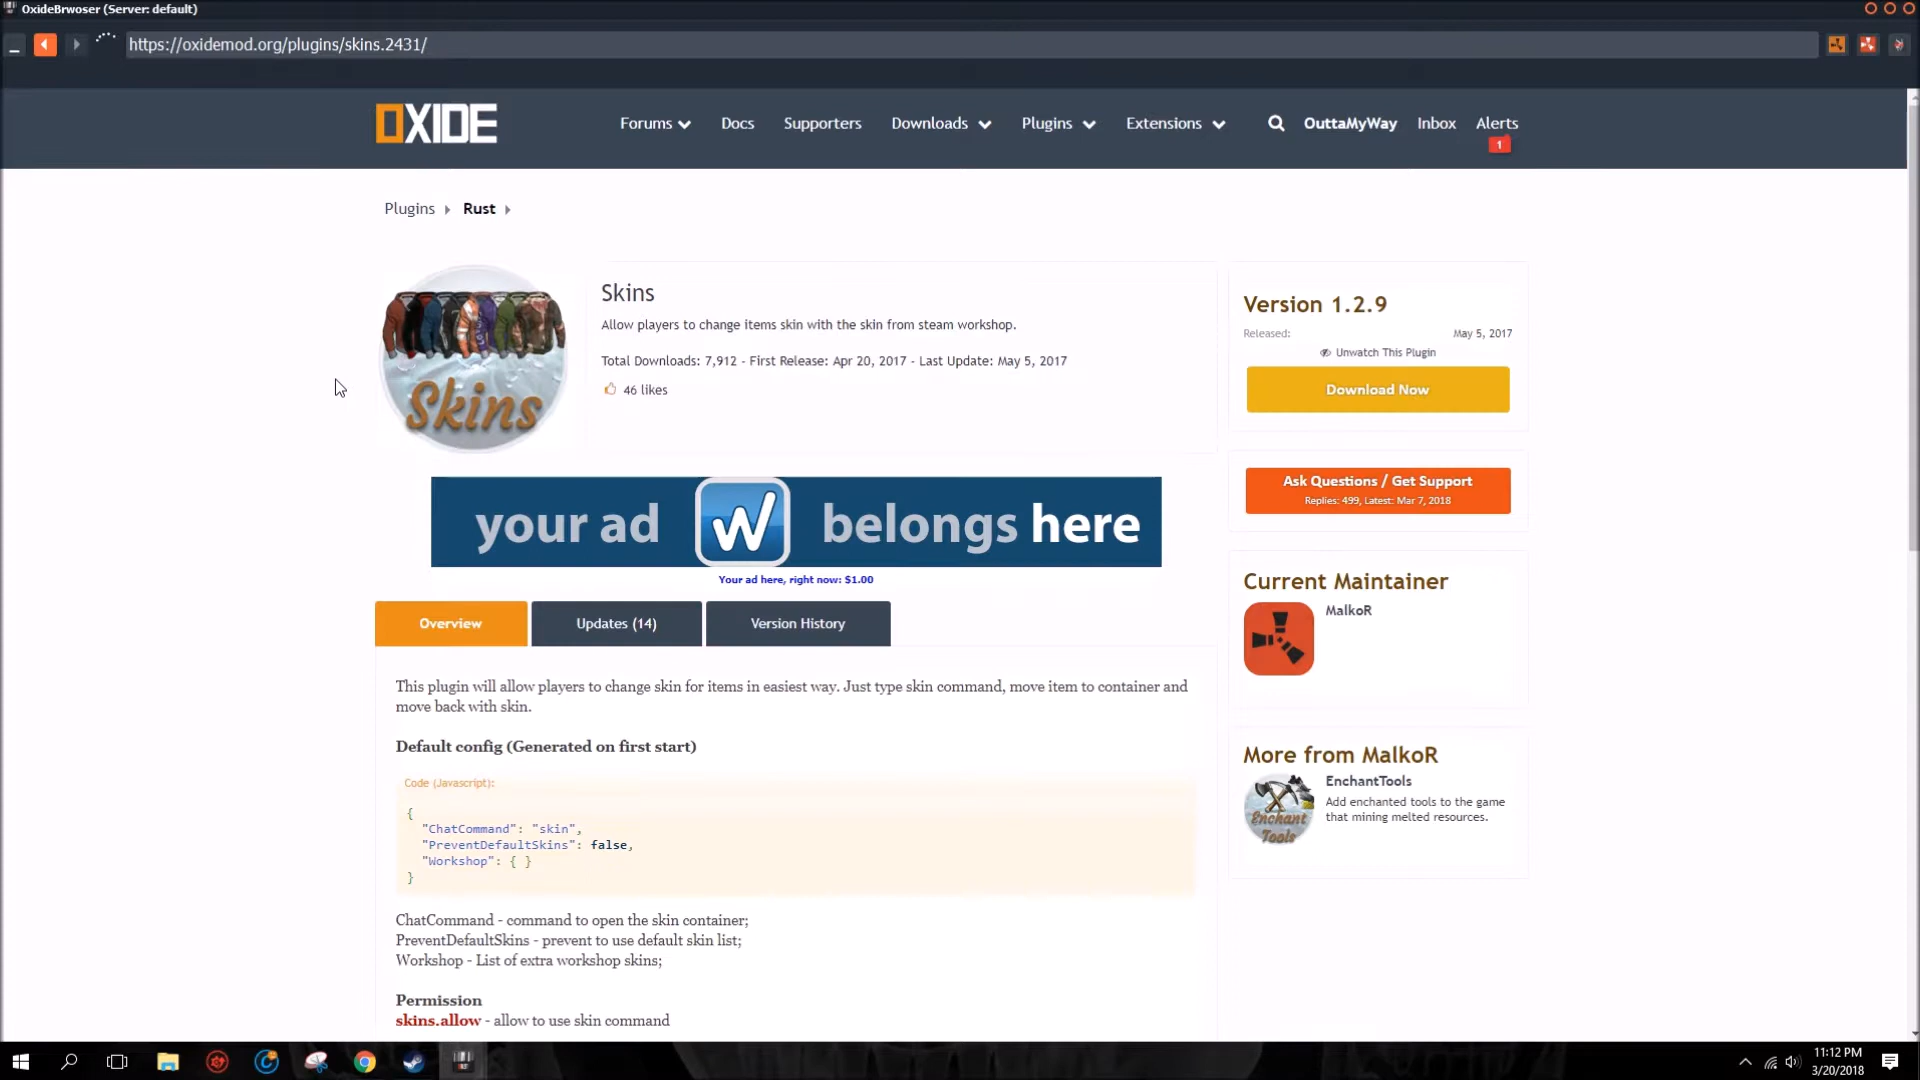 OxideBrwoser (Server: default)
https://oxidemod.org/plugins/skins.2431/
OXIDE
Forums
Docs
Supporters
Downloads
Plugins
Extensions
OuttaMyWay
Inbox
Alerts
1
Plugins
Rust
Skins
Skins
Allow players to change items skin with the skin from steam workshop.
Total Downloads: 7,912 - First Release: Apr 20, 2017 - Last Update: May 5, 2017
46 likes
Version 1.2.9
Released: May 5, 2017
Unwatch This Plugin
Download Now
Ask Questions / Get Support
Replies: 499, Latest: Mar 7, 2018
your ad W belongs here
Your ad here, right now: $1.00
Current Maintainer
MalkoR
More from MalkoR
EnchantTools
Add enchanted tools to the game
that mining melted resources.
Enchant
Tools
Overview
Updates (14)
Version History
This plugin will allow players to change skin for items in easiest way. Just type skin command, move item to container and
move back with skin.
Default config (Generated on first start)
Code (Javascript):
{
"ChatCommand": "skin",
"PreventDefaultSkins": false,
"Workshop": { }
}
ChatCommand - command to open the skin container;
PreventDefaultSkins - prevent to use default skin list;
Workshop - List of extra workshop skins;
Permission
skins.allow - allow to use skin command
11:12 PM
3/20/2018